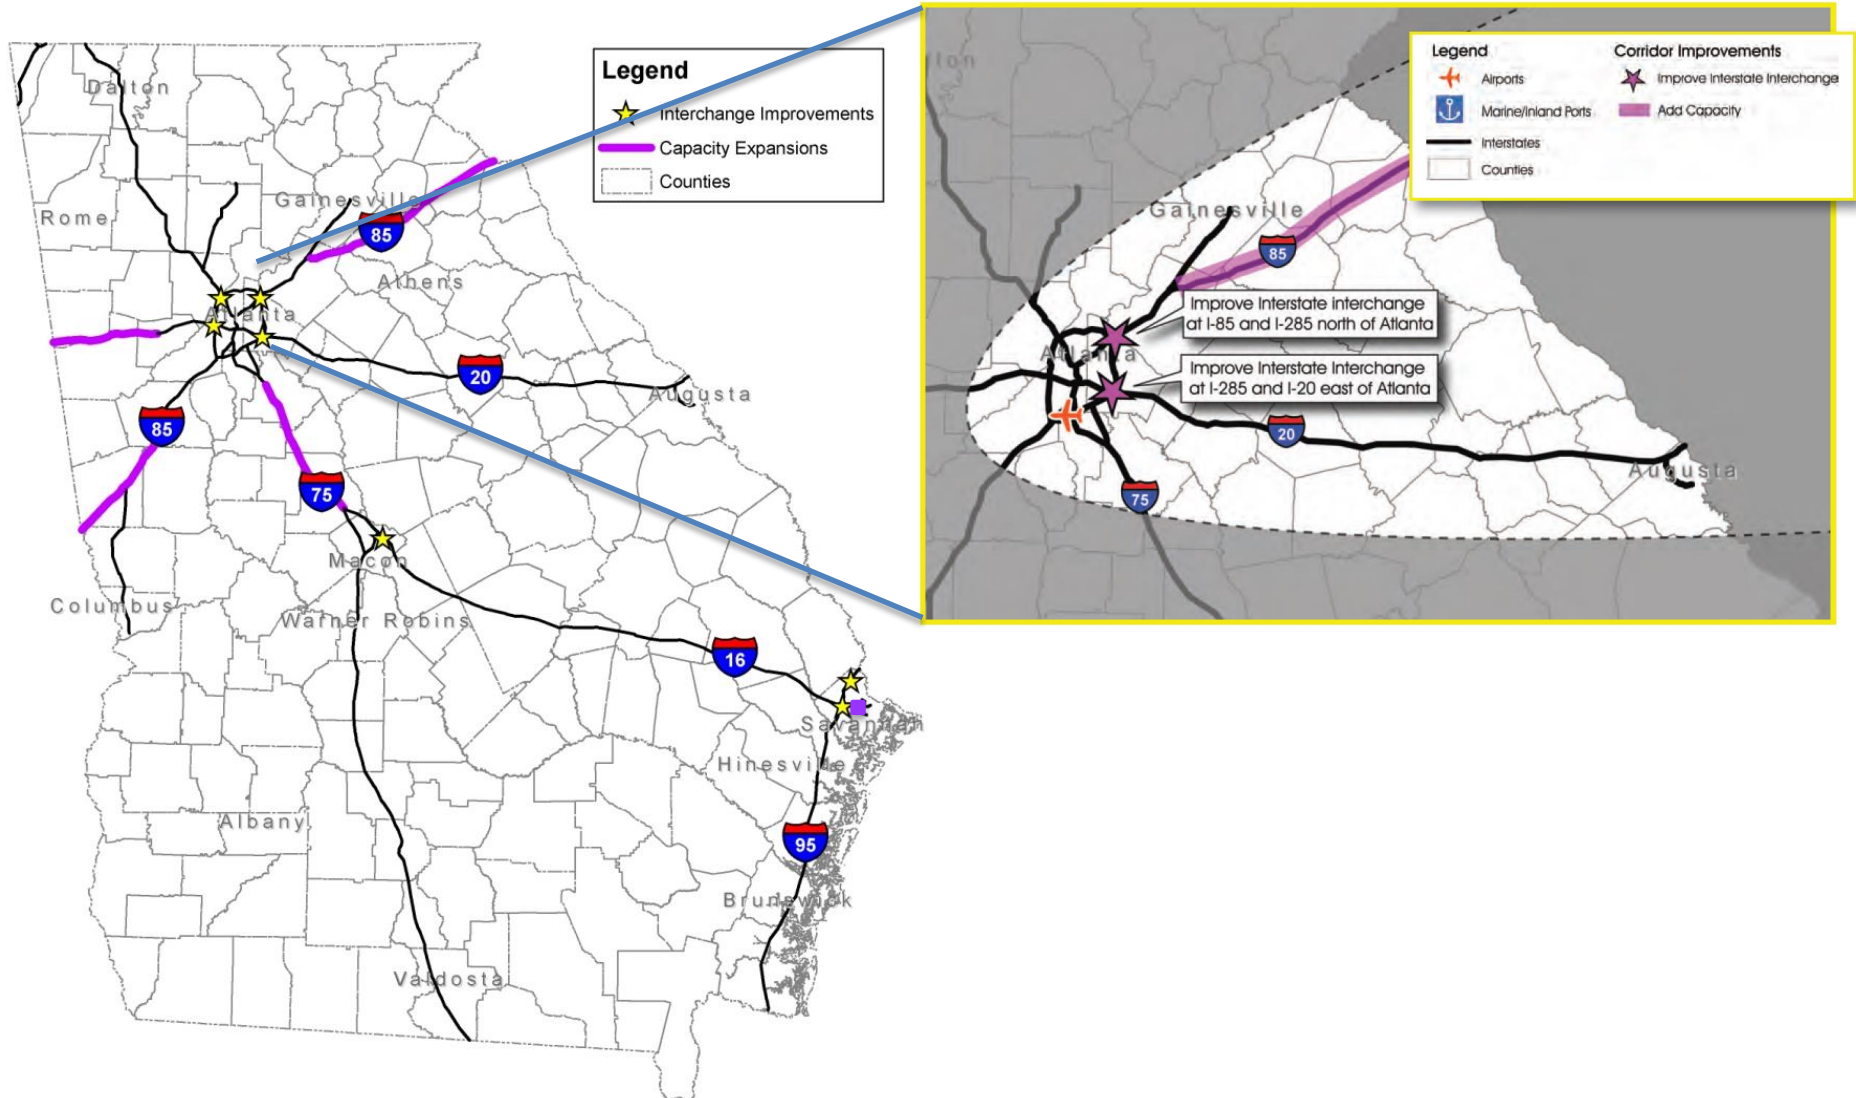 Legend
Interchange Improvements
Capacity Expansions
Counties
Dalton
Rome
Gainesville
85
Athens
Atlanta
20
Augusta
85
75
Macon
Columbus
Warner Robins
16
Savannah
Hinesville
Albany
95
Brunswick
Valdosta
Legend
Airports
Marine/Inland Ports
Interstates
Counties
Corridor Improvements
Improve Interstate Interchange
Add Capacity
Gainesville
85
Improve Interstate interchange
at I-85 and I-285 north of Atlanta
Atlanta
Improve Interstate Interchange
at I-285 and I-20 east of Atlanta
20
Augusta
75